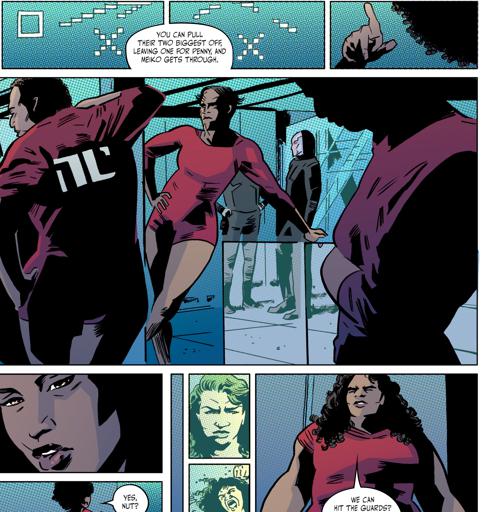 YOU CAN PULL
THEIR TWO BIGGEST OFF,
LEAVING ONE FOR PENNY, AND
MEIKO GETS THROUGH.
NC
YES,
NUT?
WE CAN
HIT THE GUARDS?